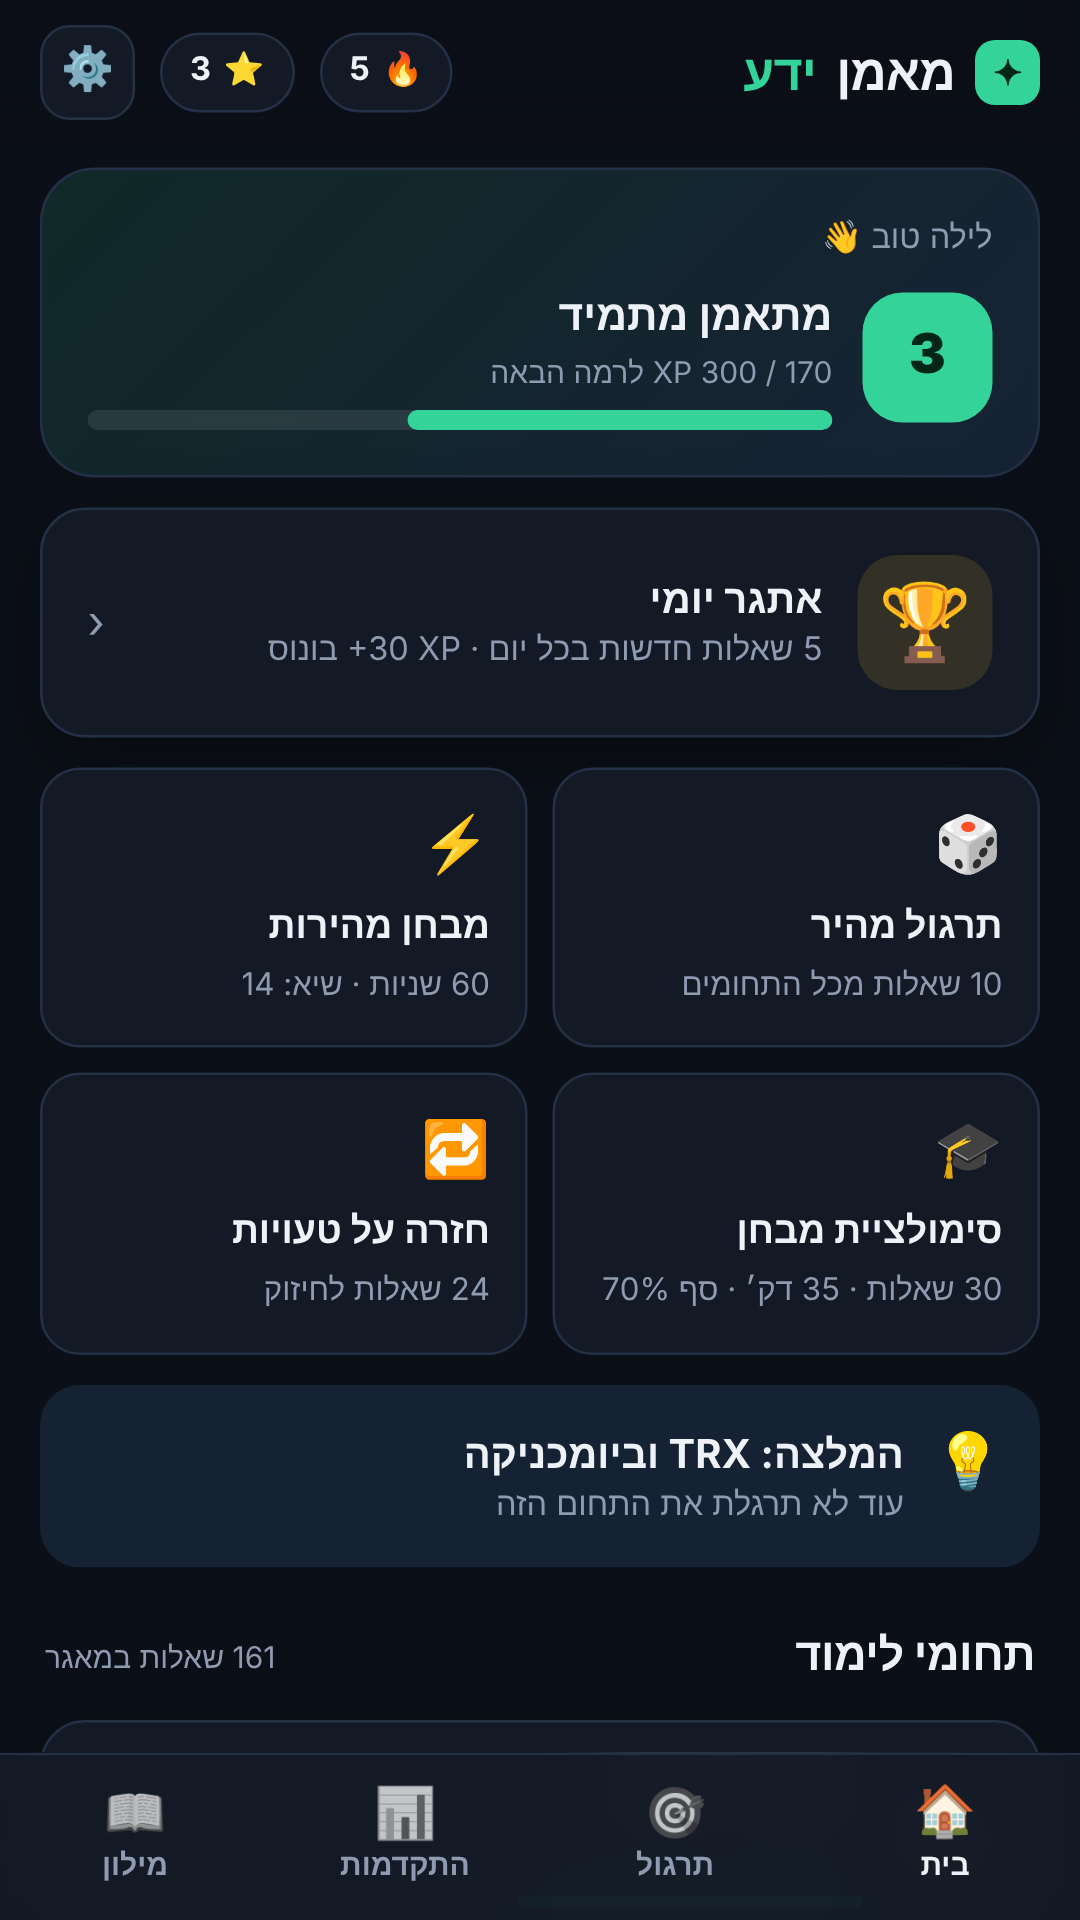 מאמן ידע
5
3
לילה טוב
3
מתאמן מתמיד
170 / 300 XP לרמה הבאה
אתגר יומי
5 שאלות חדשות בכל יום · 30+ XP בונוס
תרגול מהיר
10 שאלות מכל התחומים
מבחן מהירות
60 שניות · שיא: 14
סימולציית מבחן
30 שאלות · 35 דק׳ · סף 70%
חזרה על טעויות
24 שאלות לחיזוק
המלצה: TRX וביומכניקה
עוד לא תרגלת את התחום הזה
תחומי לימוד
161 שאלות במאגר
בית
תרגול
התקדמות
מילון